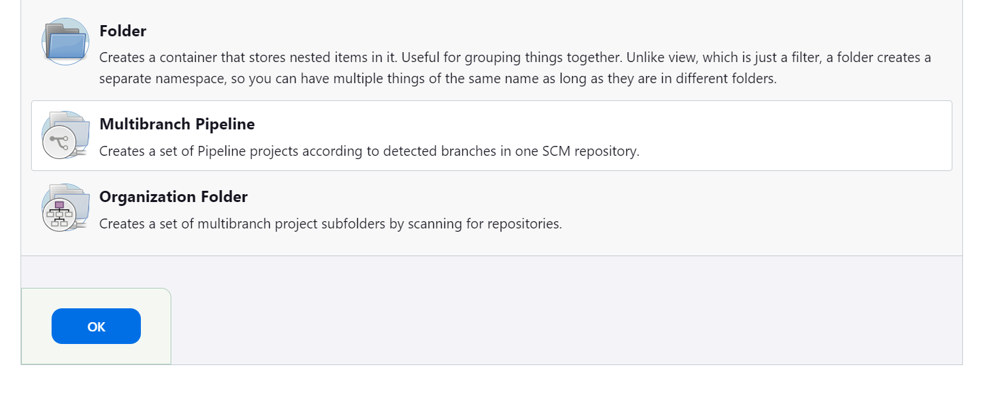 Folder
Creates a container that stores nested items in it. Useful for grouping things together. Unlike view, which is just a filter, a folder creates a
separate namespace, so you can have multiple things of the same name as long as they are in different folders.
Multibranch Pipeline
Creates a set of Pipeline projects according to detected branches in one SCM repository.
Organization Folder
Creates a set of multibranch project subfolders by scanning for repositories.
OK